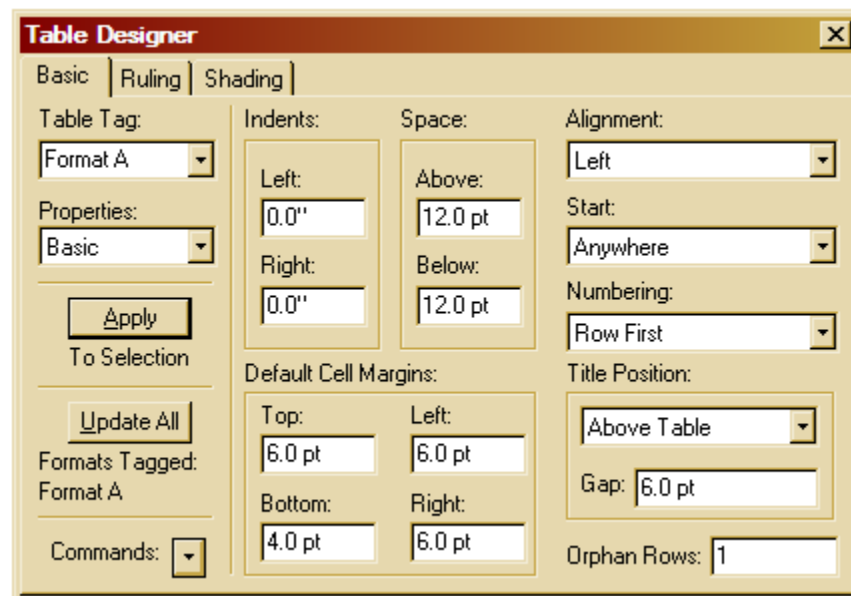 Table Designer
Basic Ruling Shading
Table Tag:
Format A
Properties:
Basic
Apply
To Selection
Update All
Formats Tagged:
Format A
Commands:
Indents:
Left:
0.0"
Right:
0.0"
Space:
Above:
12.0 pt
Below:
12.0 pt
Default Cell Margins:
Top: Left:
6.0 pt 6.0 pt
Bottom: Right:
4.0 pt 6.0 pt
Alignment:
Left
Start:
Anywhere
Numbering:
Row First
Title Position:
Above Table
Gap: 6.0 pt
Orphan Rows: 1